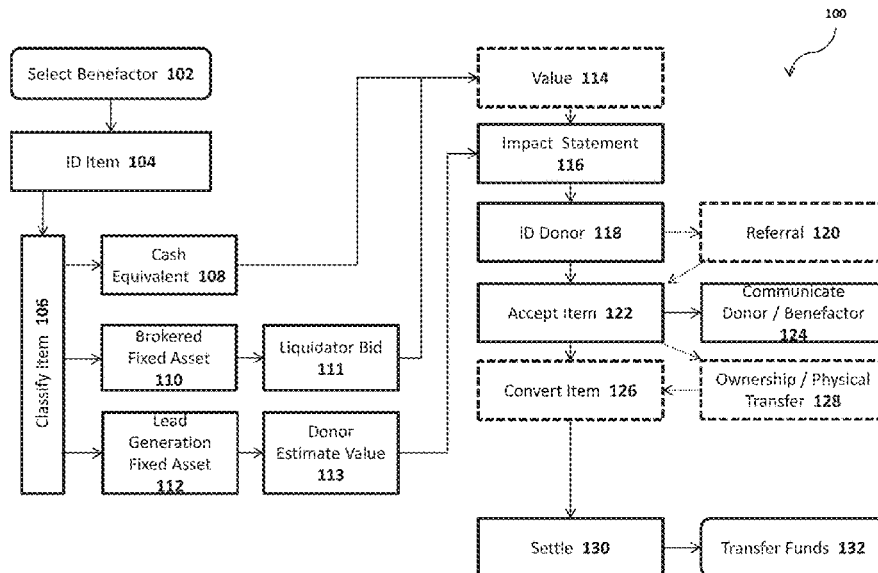 100
Select Benefactor 102
ID Item 104
Classify Item 106
Cash
Equivalent 108
Brokered
Fixed Asset
110
Liquidator Bid
111
Lead
Generation
Fixed Asset
112
Donor
Estimate Value
113
Value 114
Impact Statement
116
ID Donor 118
Referral 120
Accept Item 122
Communicate
Donor / Benefactor
124
Convert Item 126
Ownership / Physical
Transfer 128
Settle 130
Transfer Funds 132